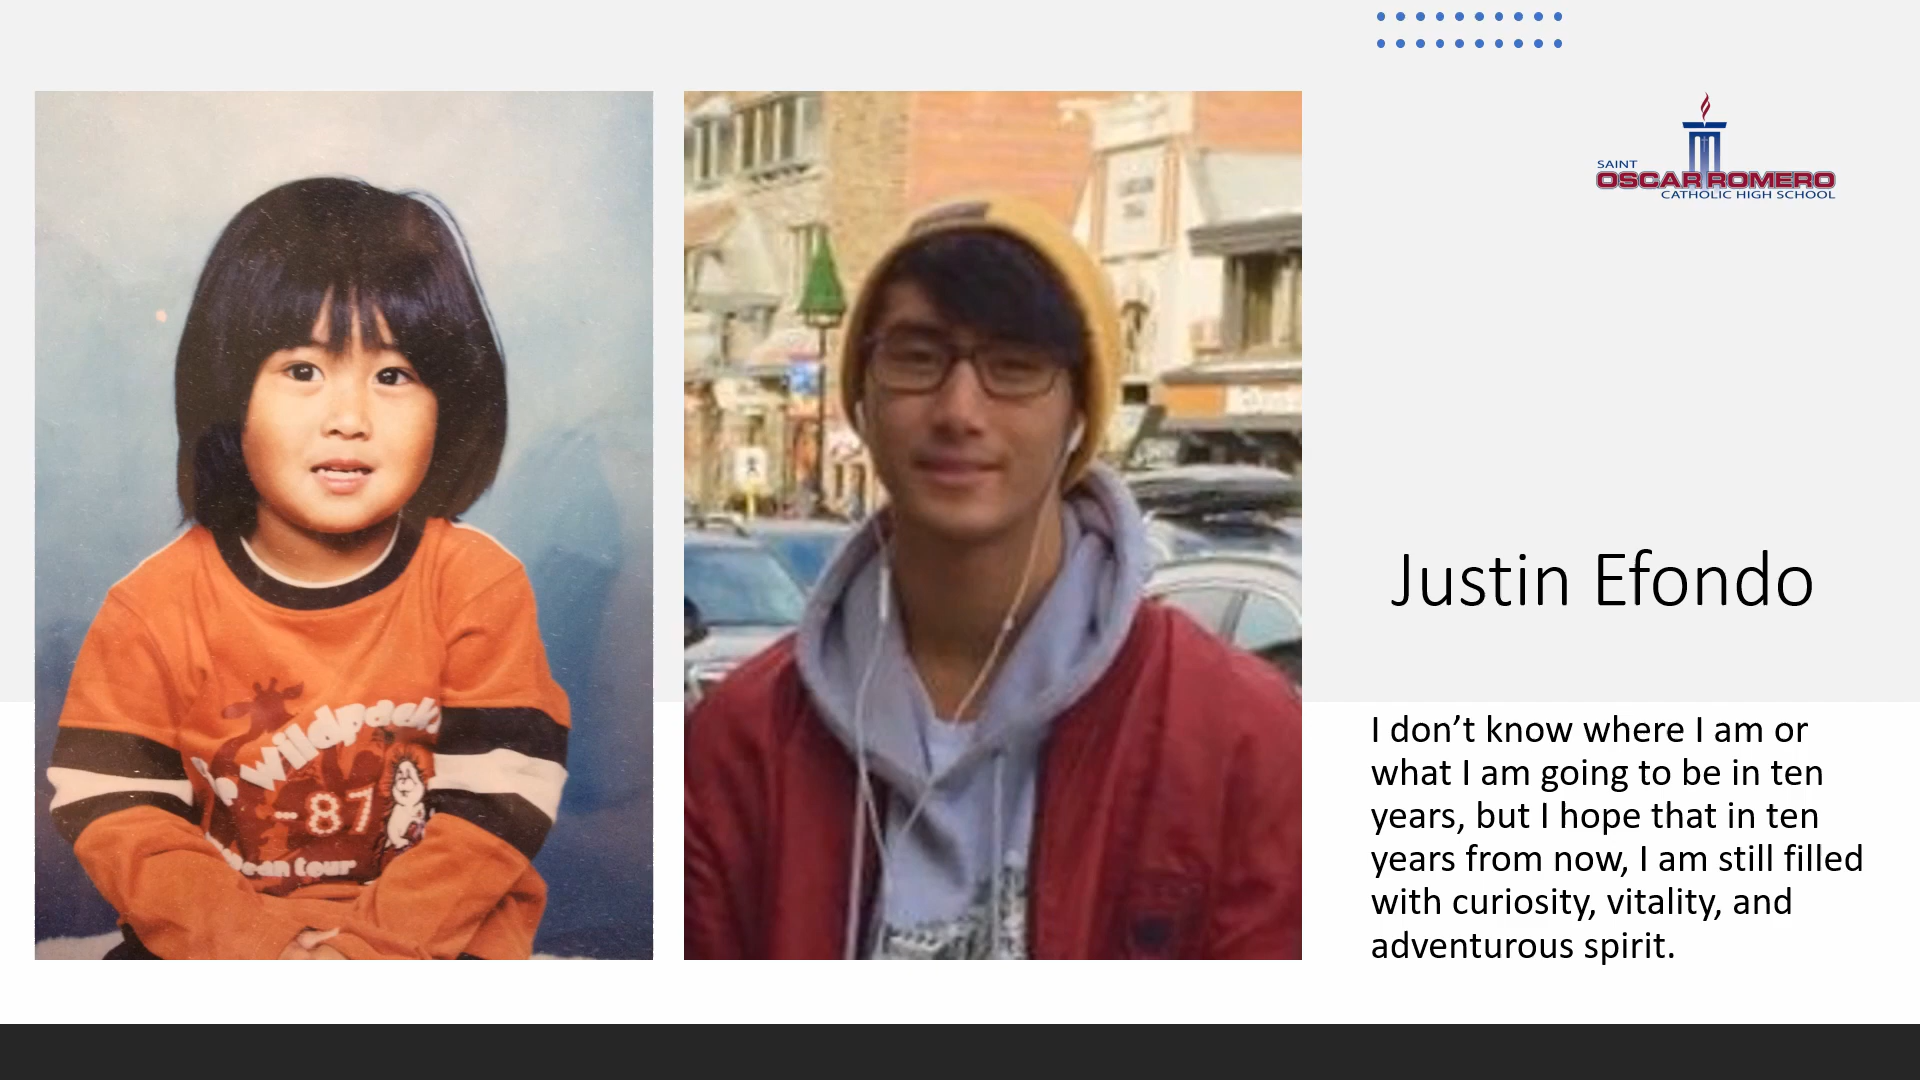 SAINT
OSCAR ROMERO
CATHOLIC HIGH SCHOOL
Wildpack
-87
ean tour
Justin Efondo
I don’t know where I am or
what I am going to be in ten
years, but I hope that in ten
years from now, I am still filled
with curiosity, vitality, and
adventurous spirit.